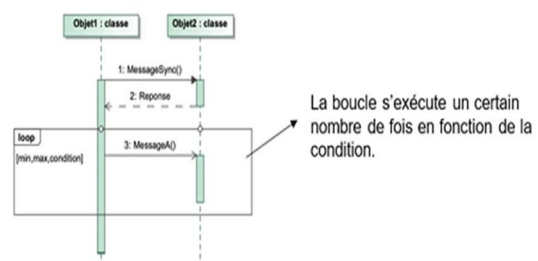 Objet1 : classe
Objet2 : classe
1: MessageSync()
2: Reponse
loop
[min,max,condition]
3: MessageA()
La boucle s’exécute un certain
nombre de fois en fonction de la
condition.